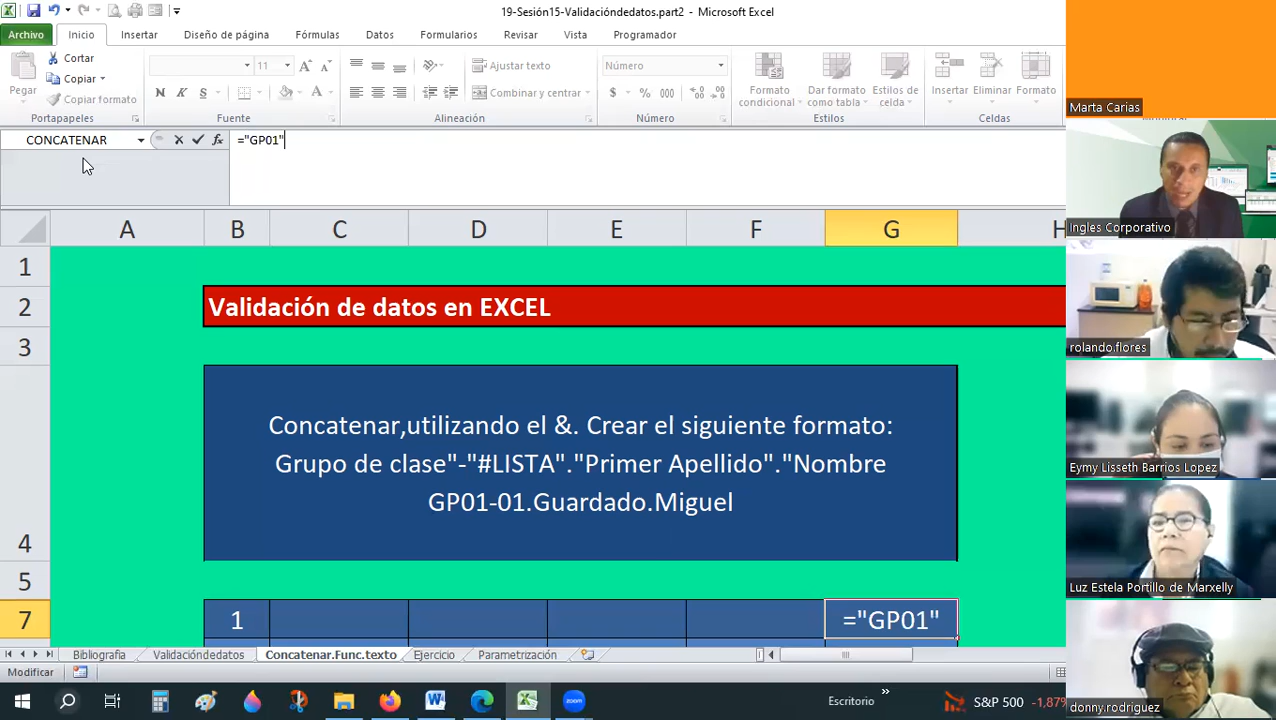 19-Sesión15-Validacióndedatos.part2 - Microsoft Excel
Archivo Inicio Insertar Diseño de página Fórmulas Datos Formularios Revisar Vista Programador
Pegar
Cortar
Copiar
Copiar formato
Portapapeles
11
N K S
Fuente
Ajustar texto
Combinar y centrar
Alineación
Número
$ % 000
Número
Formato condicional
Dar formato como tabla
Estilos de celda
Estilos
Insertar Eliminar Formato
Celdas
Marta Carias
CONCATENAR
="GP01"
Ingles Corporativo
A B C D E F G H
1
2 Validación de datos en EXCEL
3
rolando.flores
4
Concatenar,utilizando el &. Crear el siguiente formato:
Grupo de clase"-"#LISTA"."Primer Apellido"."Nombre
GP01-01.Guardado.Miguel
Eymy Lisseth Barrios Lopez
5
Luz Estela Portillo de Marxelly
7 1 ="GP01"
Bibliografia Validacióndedatos Concatenar.Func.texto Ejercicio Parametrización
Modificar
Escritorio
S&P 500 -1,87%
donny.rodriguez